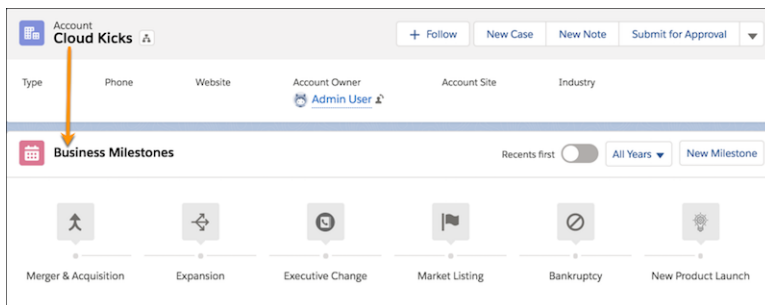 Account
Cloud Kicks
+ Follow New Case New Note Submit for Approval
Type Phone Website Account Owner Account Site Industry
Admin User
Business Milestones Recents first All Years New Milestone
Merger & Acquisition Expansion Executive Change Market Listing Bankruptcy New Product Launch